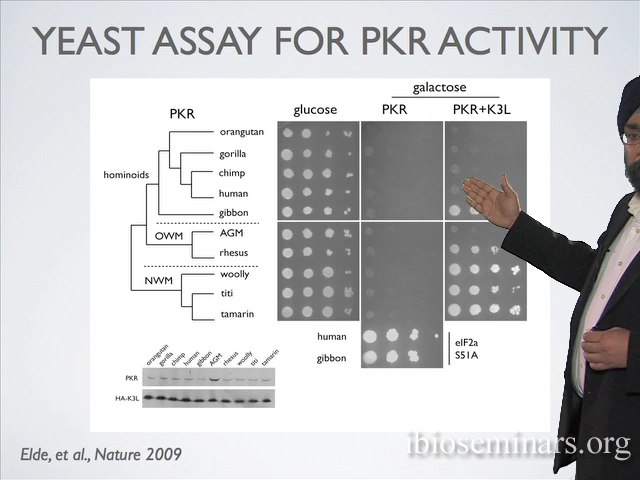 YEAST ASSAY FOR PKR ACTIVITY
galactose
PKR
glucose
PKR
PKR+K3L
orangutan
gorilla
chimp
human
gibbon
hominoids
AGM
rhesus
OWM
woolly
titi
tamarin
NWM
human
gibbon
eIF2a
S51A
orangutan
gorilla
chimp
human
gibbon
AGM
rhesus
woolly
titi
tamarin
PKR
HA-K3L
Elde, et al., Nature 2009
ibioseminars.org